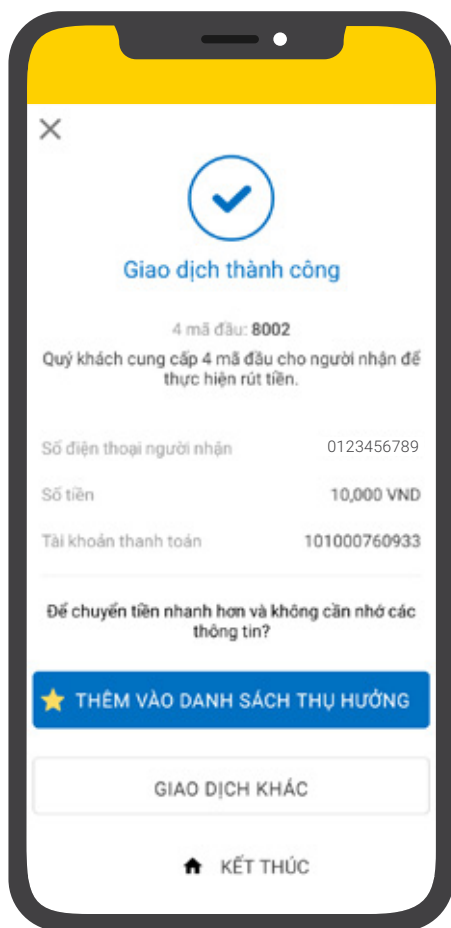 Giao dịch thành công
4 mã đầu: 8002
Quý khách cung cấp 4 mã đầu cho người nhận để
thực hiện rút tiền.
Số điện thoại người nhận 0123456789
Số tiền 10,000 VND
Tài khoản thanh toán 101000760933
Để chuyển tiền nhanh hơn và không cần nhớ các
thông tin?
THÊM VÀO DANH SÁCH THỤ HƯỞNG
GIAO DỊCH KHÁC
KẾT THÚC